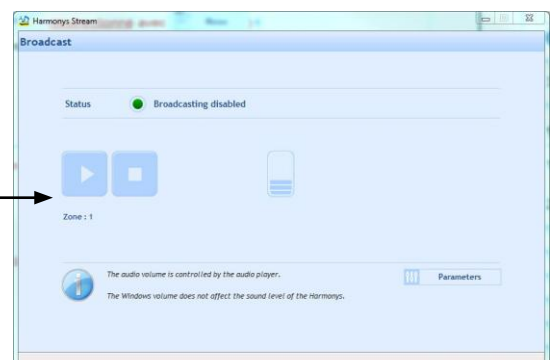 Harmonys Stream
Broadcast
Status Broadcasting disabled
Zone : 1
The audio volume is controlled by the audio player.
Parameters
The Windows volume does not affect the sound level of the Harmonys.